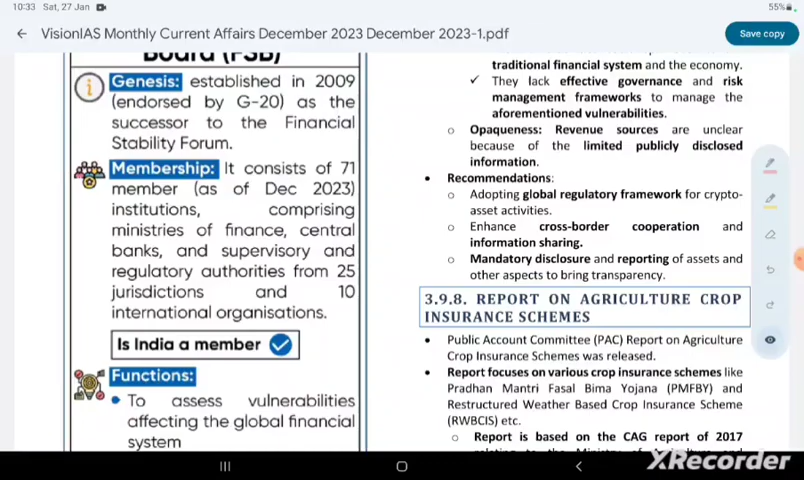 10:33 Sat, 27 Jan
55%
VisionIAS Monthly Current Affairs December 2023 December 2023-1.pdf
Save copy
Board (FSB)
Genesis: established in 2009
(endorsed by G-20) as the
successor to the Financial
Stability Forum.
Membership: It consists of 71
member (as of Dec 2023)
institutions, comprising
ministries of finance, central
banks, and supervisory and
regulatory authorities from 25
jurisdictions and 10
international organisations.
Is India a member
Functions:
• To assess vulnerabilities
affecting the global financial
system
traditional financial system and the economy.
✓ They lack effective governance and risk
management frameworks to manage the
aforementioned vulnerabilities.
o Opaqueness: Revenue sources are unclear
because of the limited publicly disclosed
information.
• Recommendations:
o Adopting global regulatory framework for crypto-
asset activities.
o Enhance cross-border cooperation and
information sharing.
o Mandatory disclosure and reporting of assets and
other aspects to bring transparency.
3.9.8. REPORT ON AGRICULTURE CROP
INSURANCE SCHEMES
• Public Account Committee (PAC) Report on Agriculture
Crop Insurance Schemes was released.
• Report focuses on various crop insurance schemes like
Pradhan Mantri Fasal Bima Yojana (PMFBY) and
Restructured Weather Based Crop Insurance Scheme
(RWBCIS) etc.
o Report is based on the CAG report of 2017
XRecorder